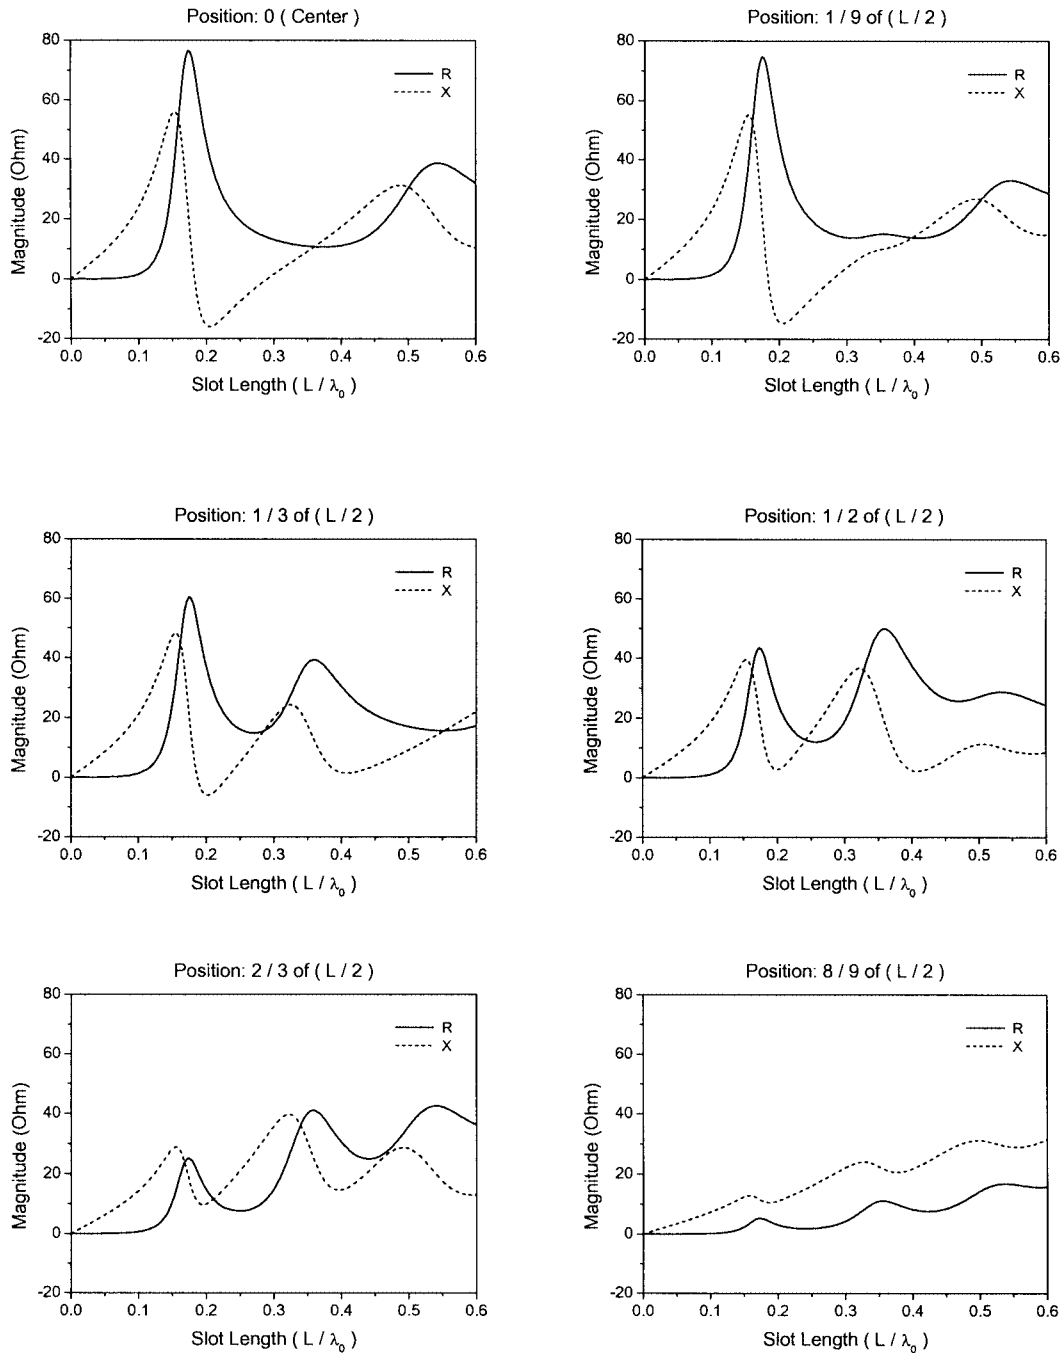 Position: 0 ( Center )
Position: 1 / 9 of ( L / 2 )
80
60
40
20
0
-20
Magnitude (Ohm)
R
X
0.0 0.1 0.2 0.3 0.4 0.5 0.6
Slot Length ( L / λ₀ )
80
60
40
20
0
-20
Magnitude (Ohm)
R
X
0.0 0.1 0.2 0.3 0.4 0.5 0.6
Slot Length ( L / λ₀ )
Position: 1 / 3 of ( L / 2 )
Position: 1 / 2 of ( L / 2 )
80
60
40
20
0
-20
Magnitude (Ohm)
R
X
0.0 0.1 0.2 0.3 0.4 0.5 0.6
Slot Length ( L / λ₀ )
80
60
40
20
0
-20
Magnitude (Ohm)
R
X
0.0 0.1 0.2 0.3 0.4 0.5 0.6
Slot Length ( L / λ₀ )
Position: 2 / 3 of ( L / 2 )
Position: 8 / 9 of ( L / 2 )
80
60
40
20
0
-20
Magnitude (Ohm)
R
X
0.0 0.1 0.2 0.3 0.4 0.5 0.6
Slot Length ( L / λ₀ )
80
60
40
20
0
-20
Magnitude (Ohm)
R
X
0.0 0.1 0.2 0.3 0.4 0.5 0.6
Slot Length ( L / λ₀ )